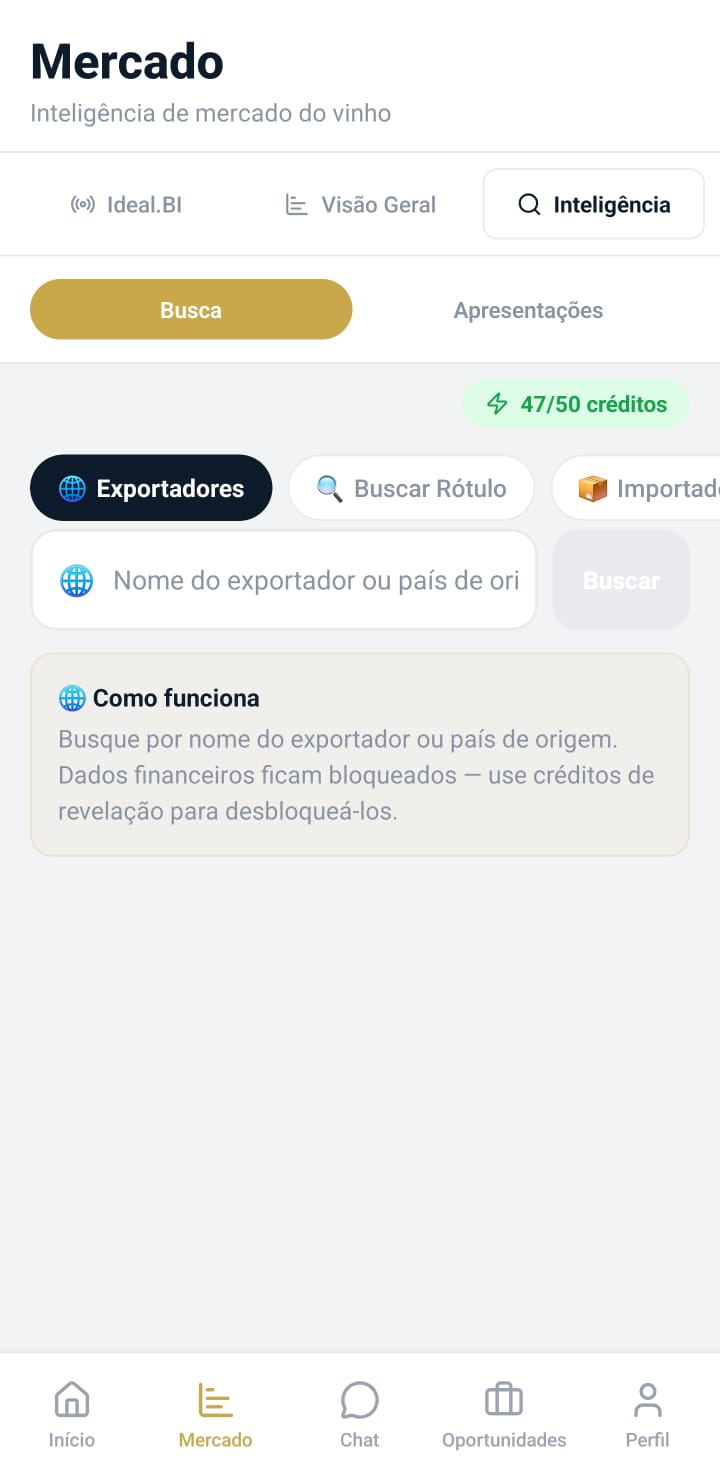 Mercado
Inteligência de mercado do vinho
Ideal.BI
Visão Geral
Inteligência
Busca
Apresentações
47/50 créditos
Exportadores
Buscar Rótulo
Importad
Nome do exportador ou país de ori
Buscar
Como funciona
Busque por nome do exportador ou país de origem.
Dados financeiros ficam bloqueados — use créditos de
revelação para desbloqueá-los.
Início
Mercado
Chat
Oportunidades
Perfil